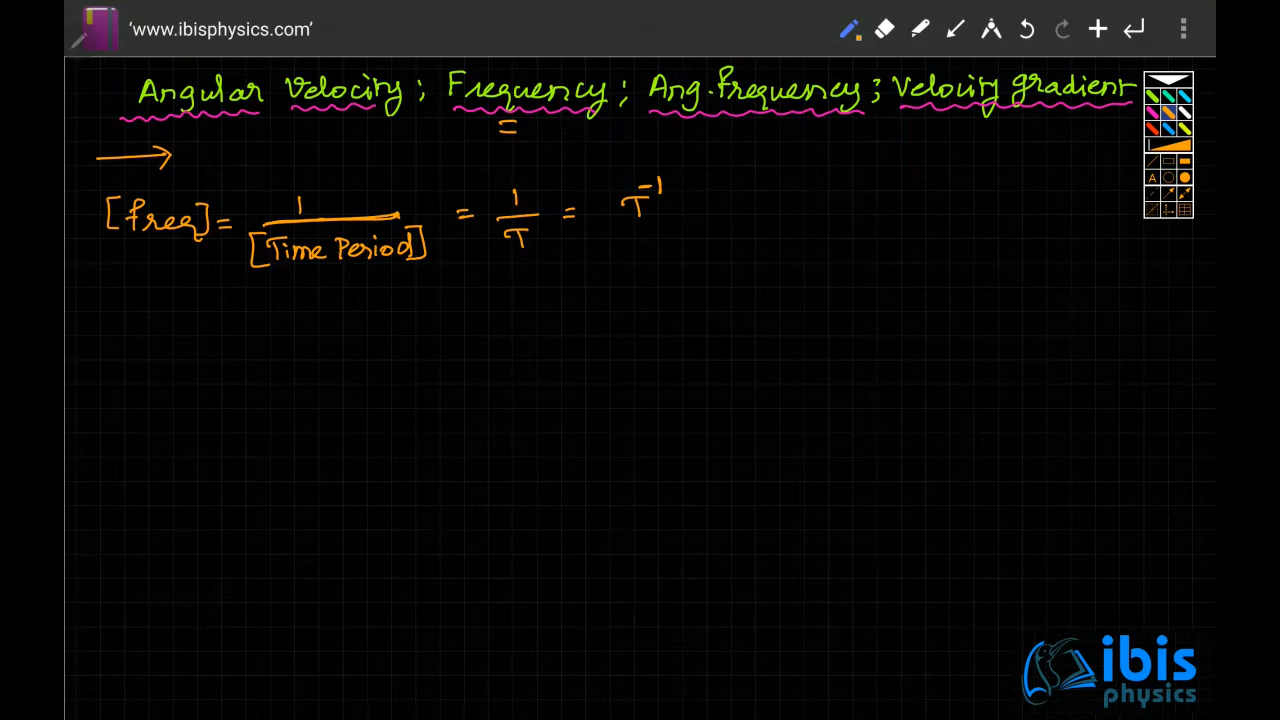 'www.ibisphysics.com'
Angular Velocity; Frequency; Ang.frequency; Velocity gradient
=
[freq] = 1 / [Time Period] = 1 / T = T⁻¹
A
ibis
physics